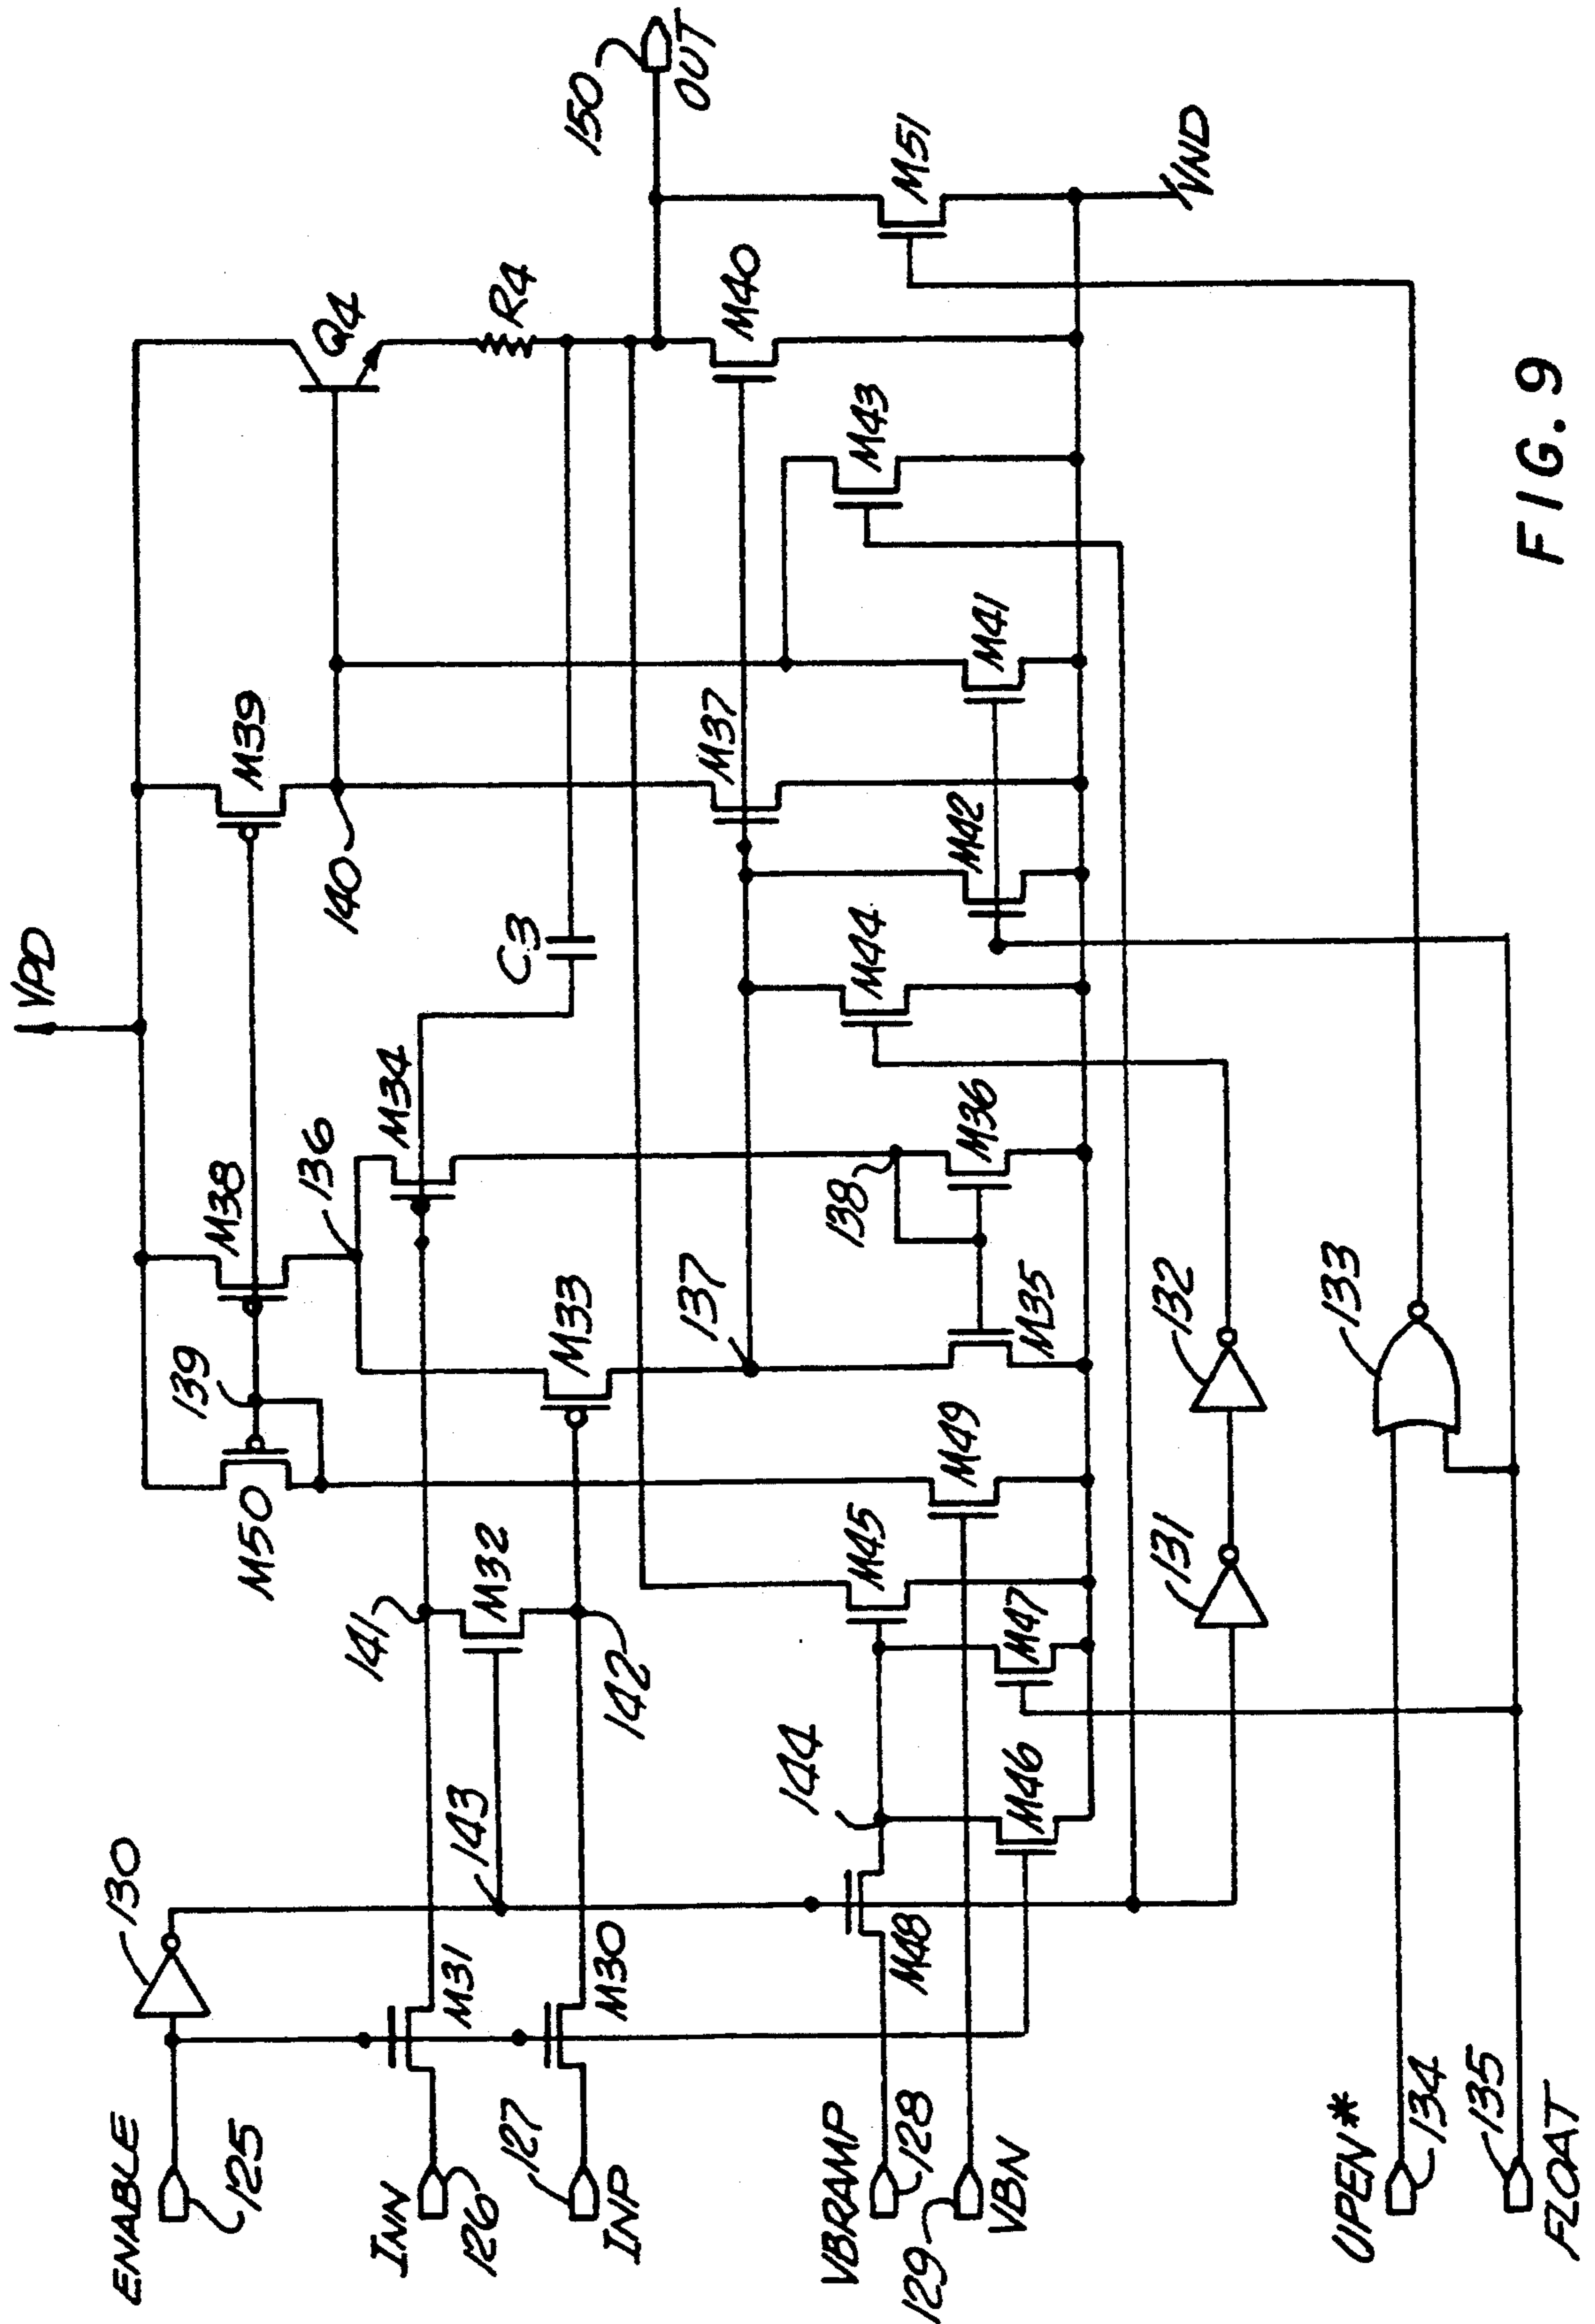 VPD
ENABLE
125
130
INN
126
M31
INP
127
M30
143
141
142
M32
M50
139
M38
136
M34
M33
137
138
M39
140
C3
Q4
R4
150
OUT
M37
M40
M36
M35
M44
M42
M41
M43
M51
VND
VBRAMP
128
129
VBN
M48
144
M46
M47
M45
M49
131
132
133
UPEN*
134
135
FLOAT
FIG. 9